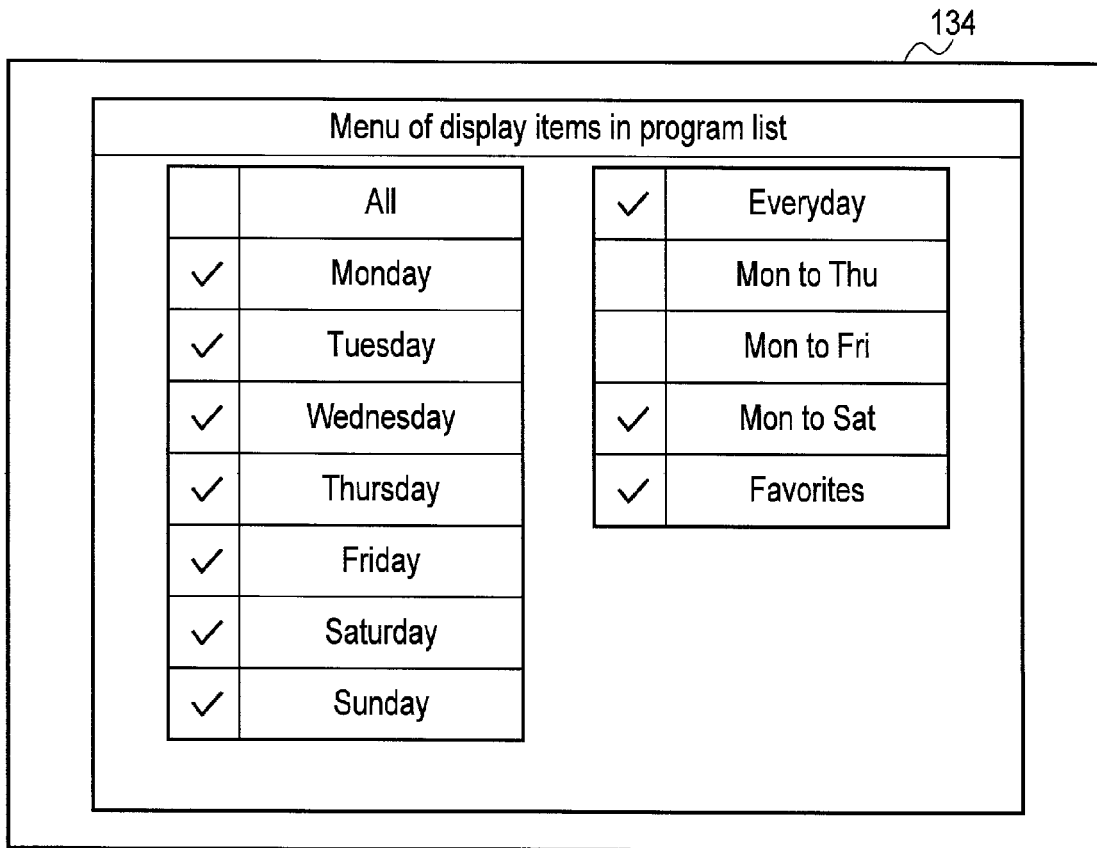 134
Menu of display items in program list
All
✓ Monday
✓ Tuesday
✓ Wednesday
✓ Thursday
✓ Friday
✓ Saturday
✓ Sunday
✓ Everyday
Mon to Thu
Mon to Fri
✓ Mon to Sat
✓ Favorites